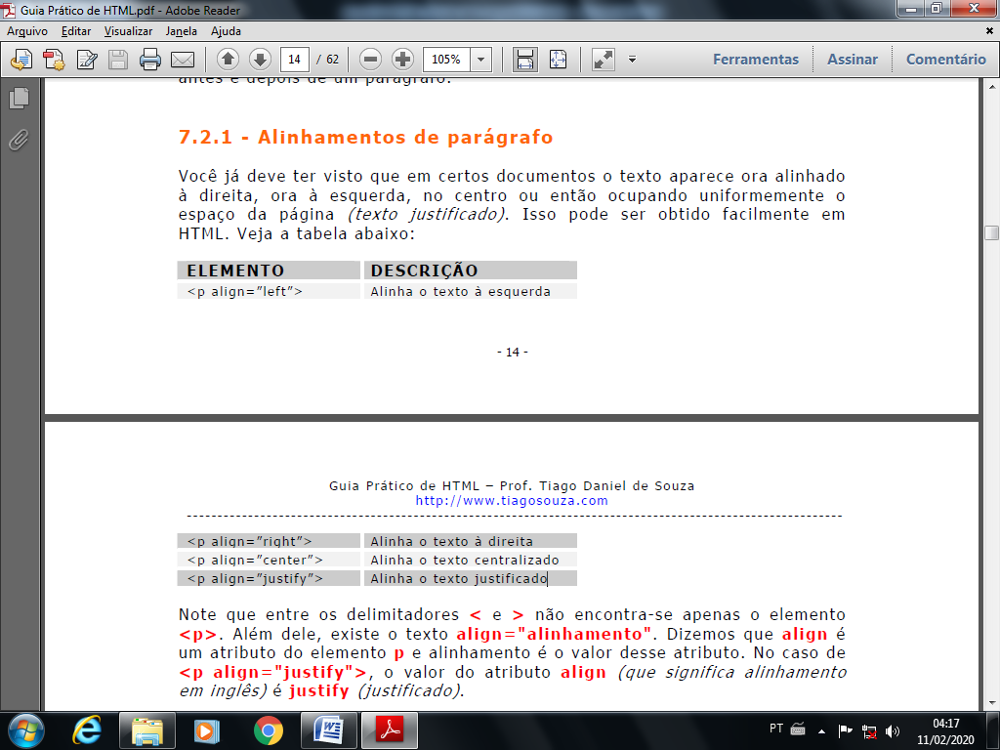 Guia Prático de HTML.pdf - Adobe Reader
Arquivo Editar Visualizar Janela Ajuda
14 / 62 105% Ferramentas Assinar Comentário
antes e depois de um parágrafo.
7.2.1 - Alinhamentos de parágrafo
Você já deve ter visto que em certos documentos o texto aparece ora alinhado
à direita, ora à esquerda, no centro ou então ocupando uniformemente o
espaço da página (texto justificado). Isso pode ser obtido facilmente em
HTML. Veja a tabela abaixo:
ELEMENTO DESCRIÇÃO
<p align="left"> Alinha o texto à esquerda
- 14 -
Guia Prático de HTML – Prof. Tiago Daniel de Souza
http://www.tiagosouza.com
------------------------------------------------------------------------------------------------------------
<p align="right"> Alinha o texto à direita
<p align="center"> Alinha o texto centralizado
<p align="justify"> Alinha o texto justificado
Note que entre os delimitadores < e > não encontra-se apenas o elemento
<p>. Além dele, existe o texto align="alinhamento". Dizemos que align é
um atributo do elemento p e alinhamento é o valor desse atributo. No caso de
<p align="justify">, o valor do atributo align (que significa alinhamento
em inglês) é justify (justificado).
PT 04:17
11/02/2020